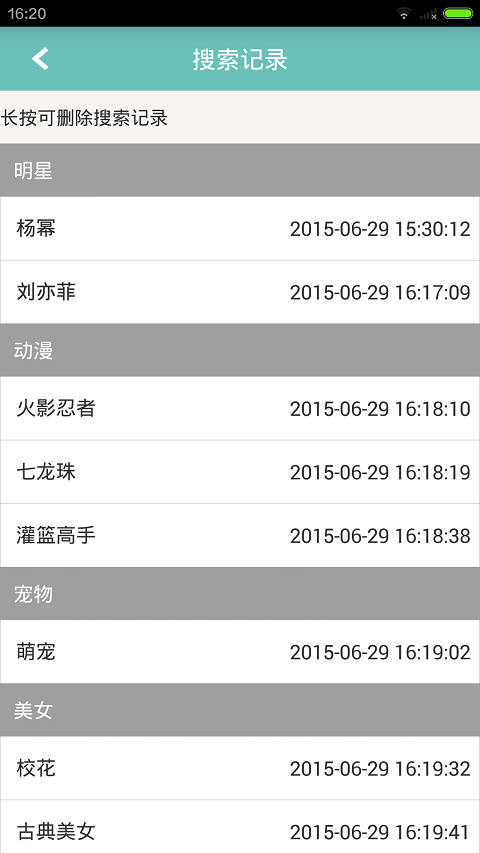 16:20
搜索记录
长按可删除搜索记录
明星
杨幂 2015-06-29 15:30:12
刘亦菲 2015-06-29 16:17:09
动漫
火影忍者 2015-06-29 16:18:10
七龙珠 2015-06-29 16:18:19
灌篮高手 2015-06-29 16:18:38
宠物
萌宠 2015-06-29 16:19:02
美女
校花 2015-06-29 16:19:32
古典美女 2015-06-29 16:19:41